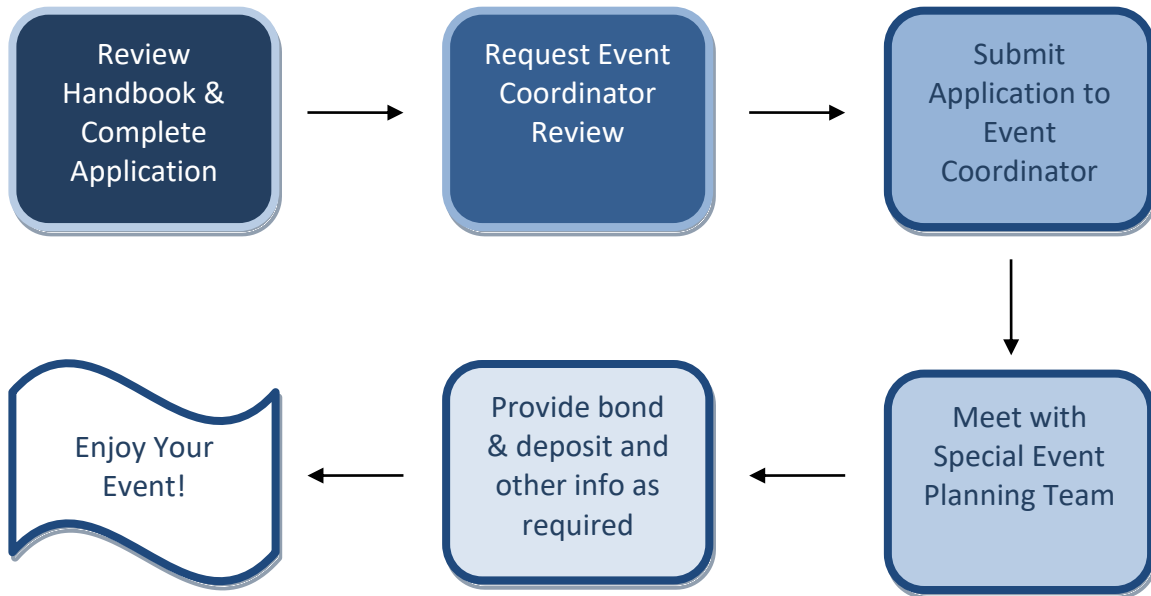 Review
Handbook &
Complete
Application
Request Event
Coordinator
Review
Submit
Application to
Event
Coordinator
Meet with
Special Event
Planning Team
Provide bond
& deposit and
other info as
required
Enjoy Your
Event!